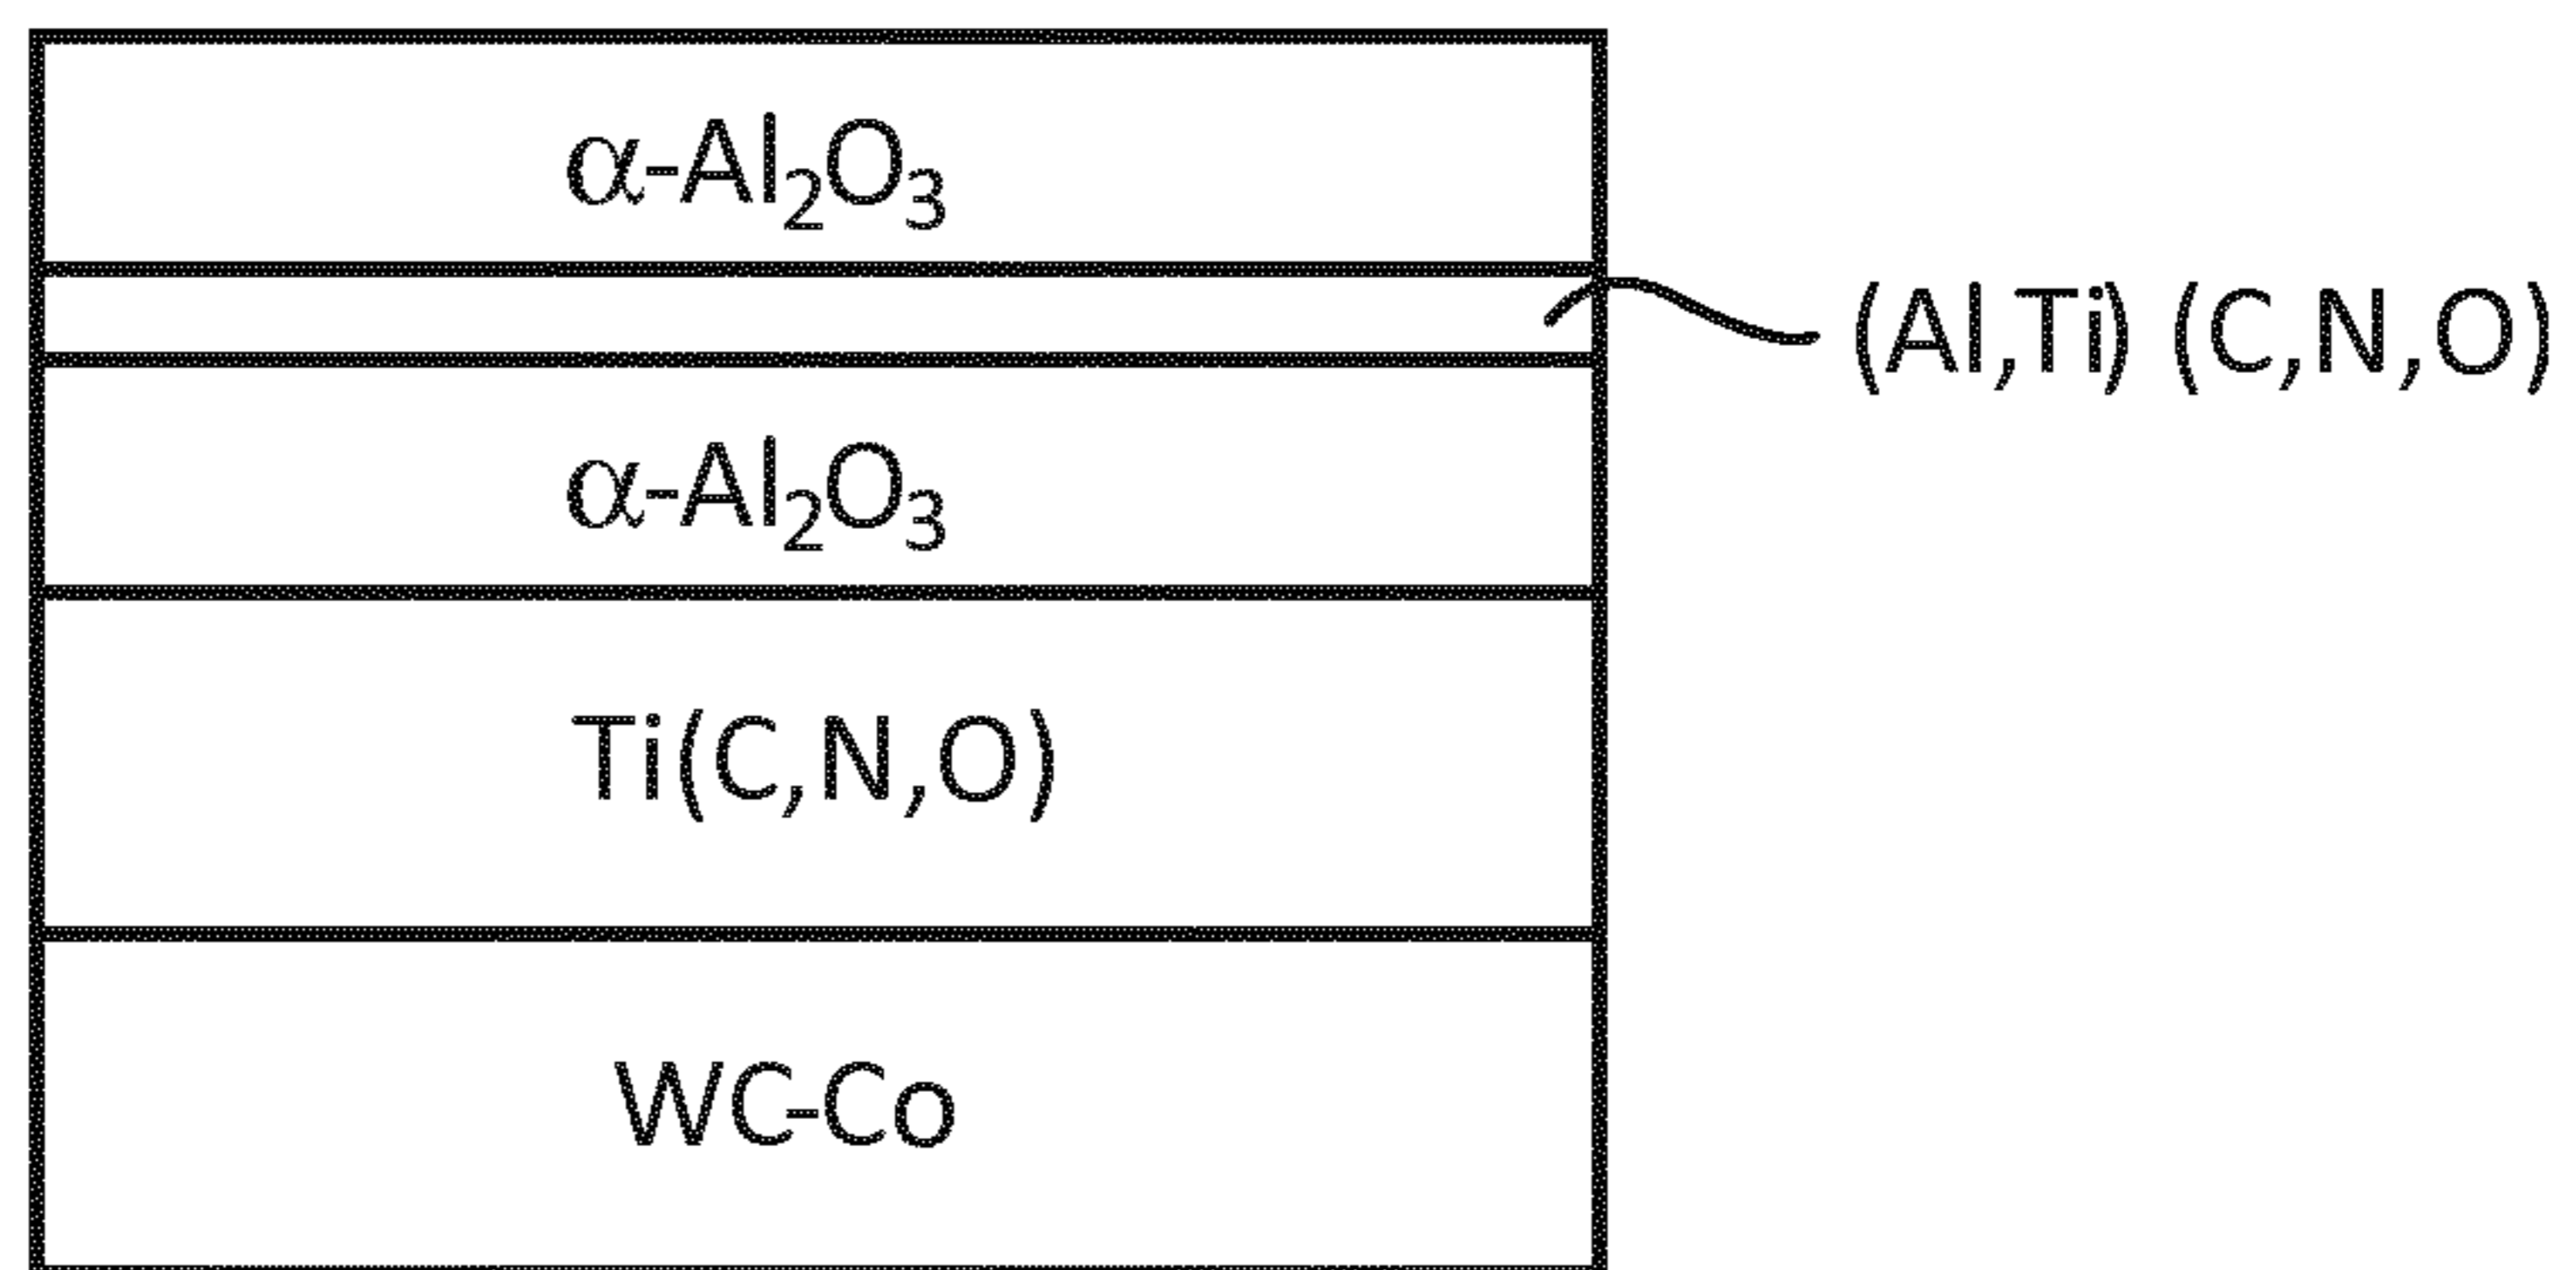 α-Al₂O₃
(Al,Ti) (C,N,O)
α-Al₂O₃
Ti(C,N,O)
WC-Co